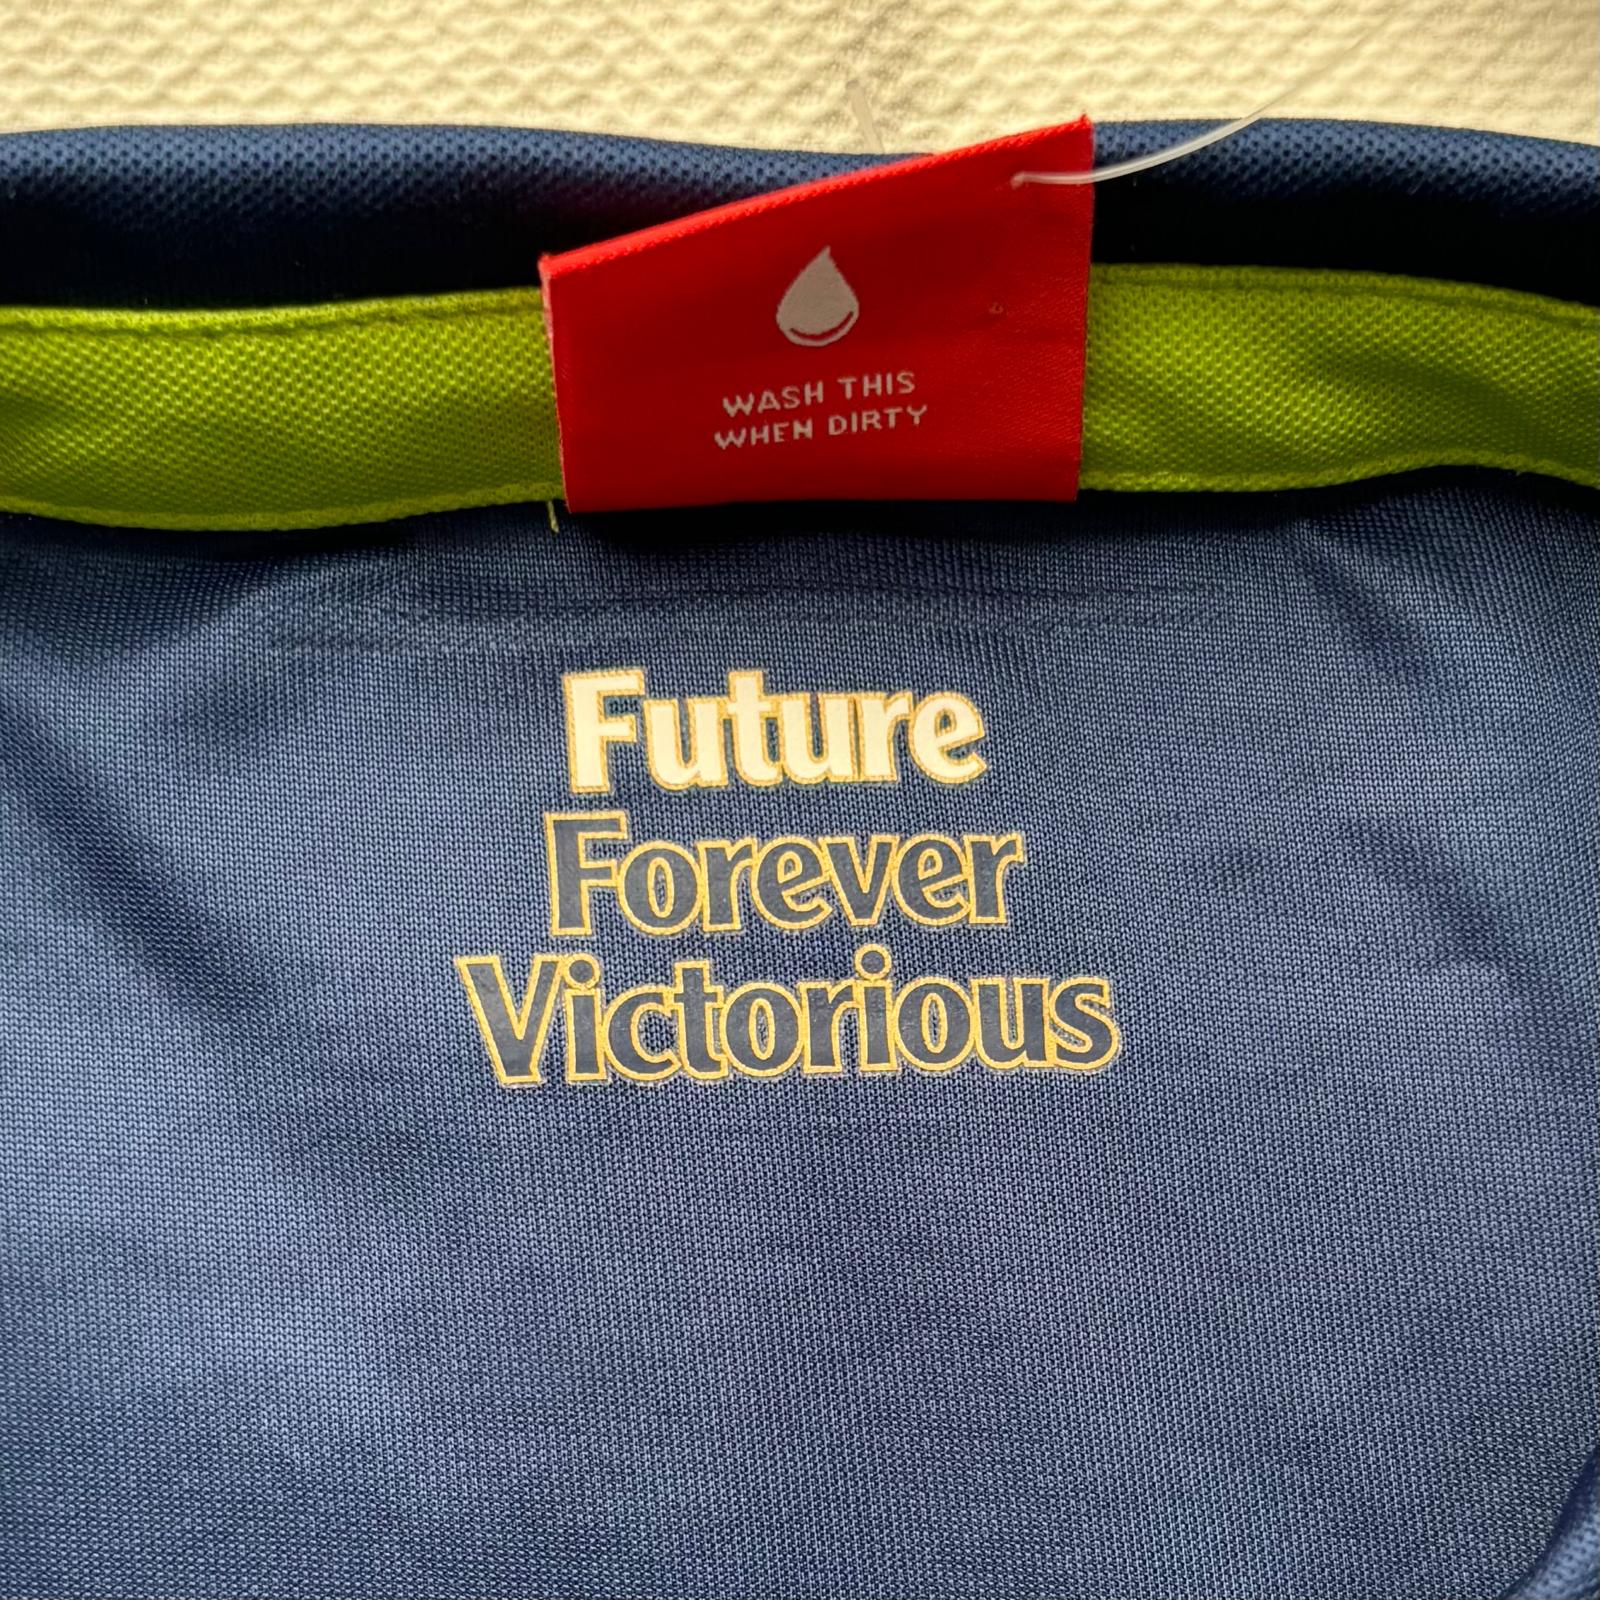 WASH THIS
WHEN DIRTY
Future
Forever
Victorious